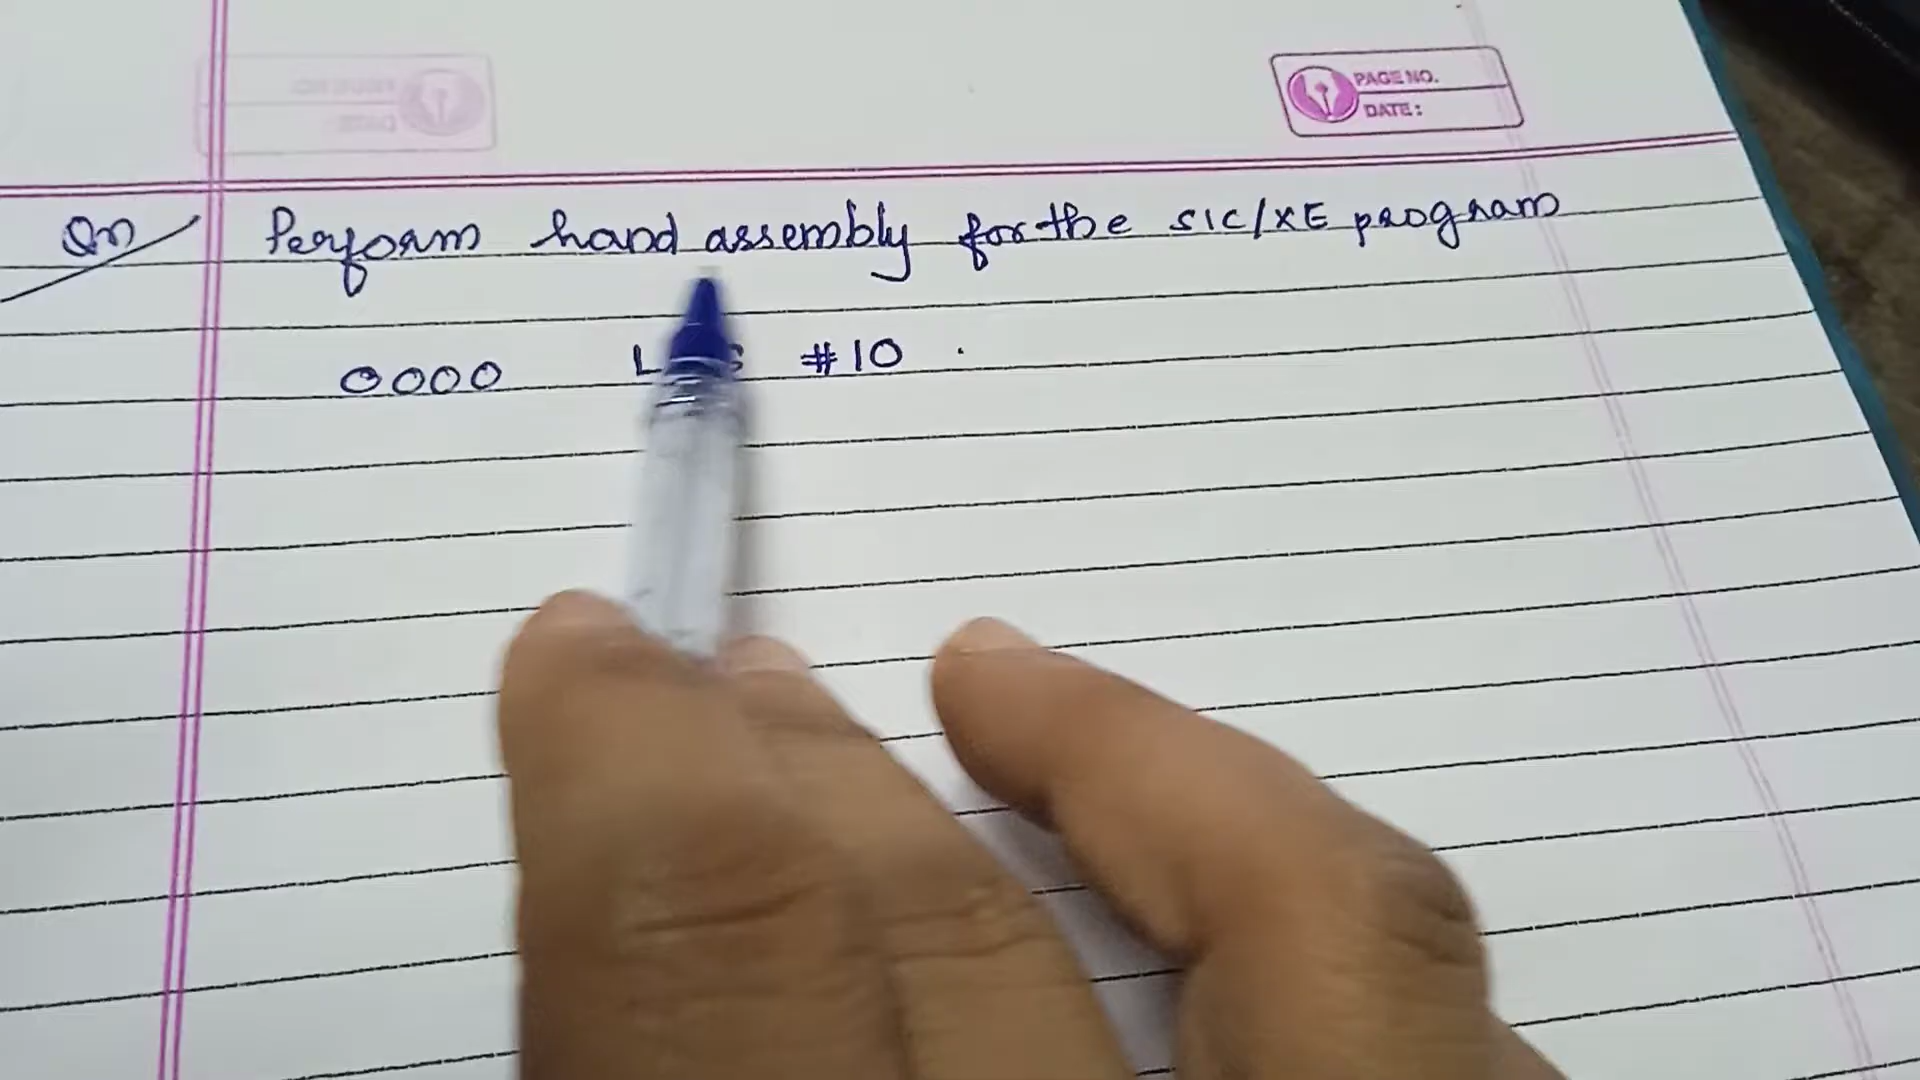 PAGE NO.
DATE:
Qn Perform hand assembly for the SIC/XE program
0000 #10